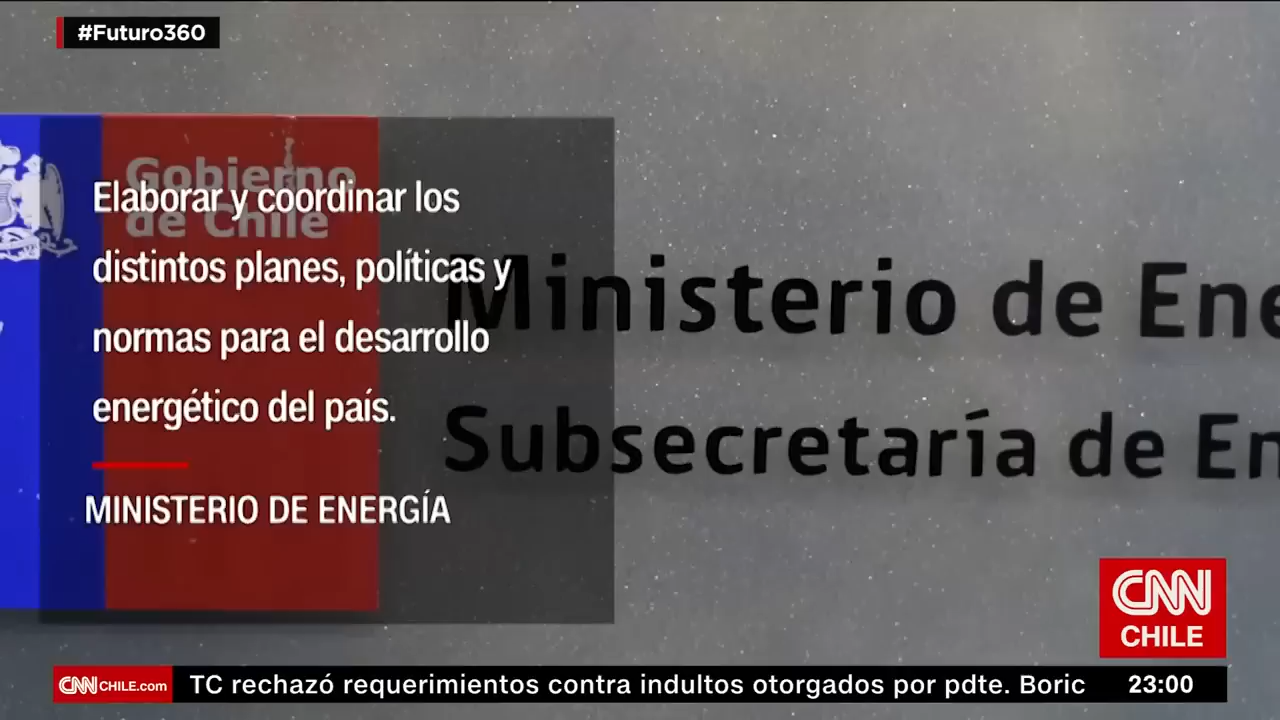 #Futuro360
Gobierno
de Chile
Elaborar y coordinar los
distintos planes, políticas y
normas para el desarrollo
energético del país.
MINISTERIO DE ENERGÍA
Ministerio de Ene
Subsecretaría de En
CNN
CHILE
CNNCHILE.com TC rechazó requerimientos contra indultos otorgados por pdte. Boric 23:00